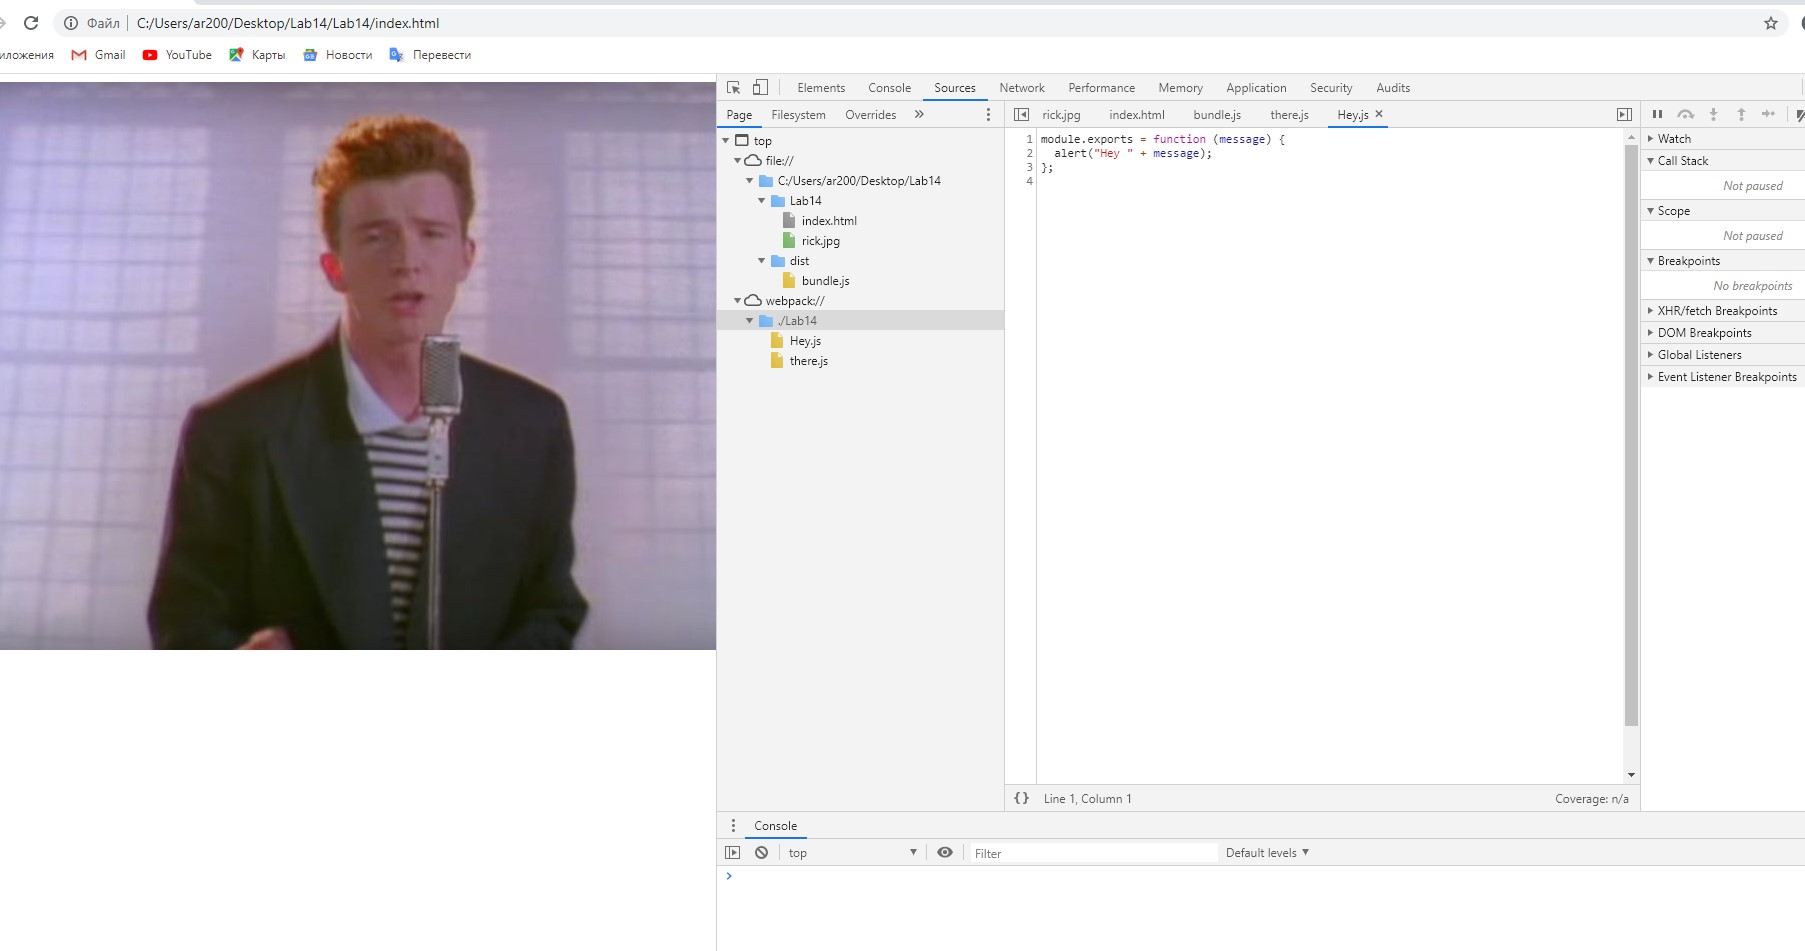 Файл C:/Users/ar200/Desktop/Lab14/Lab14/index.html
иложения Gmail YouTube Карты Новости Перевести
Elements Console Sources Network Performance Memory Application Security Audits
Page Filesystem Overrides »
rick.jpg index.html bundle.js there.js Hey.js ×
top
file://
C:/Users/ar200/Desktop/Lab14
Lab14
index.html
rick.jpg
dist
bundle.js
webpack://
./Lab14
Hey.js
there.js
1 module.exports = function (message) {
2 alert("Hey " + message);
3 };
4
Watch
Call Stack
Not paused
Scope
Not paused
Breakpoints
No breakpoints
XHR/fetch Breakpoints
DOM Breakpoints
Global Listeners
Event Listener Breakpoints
{} Line 1, Column 1 Coverage: n/a
Console
top Filter Default levels
>